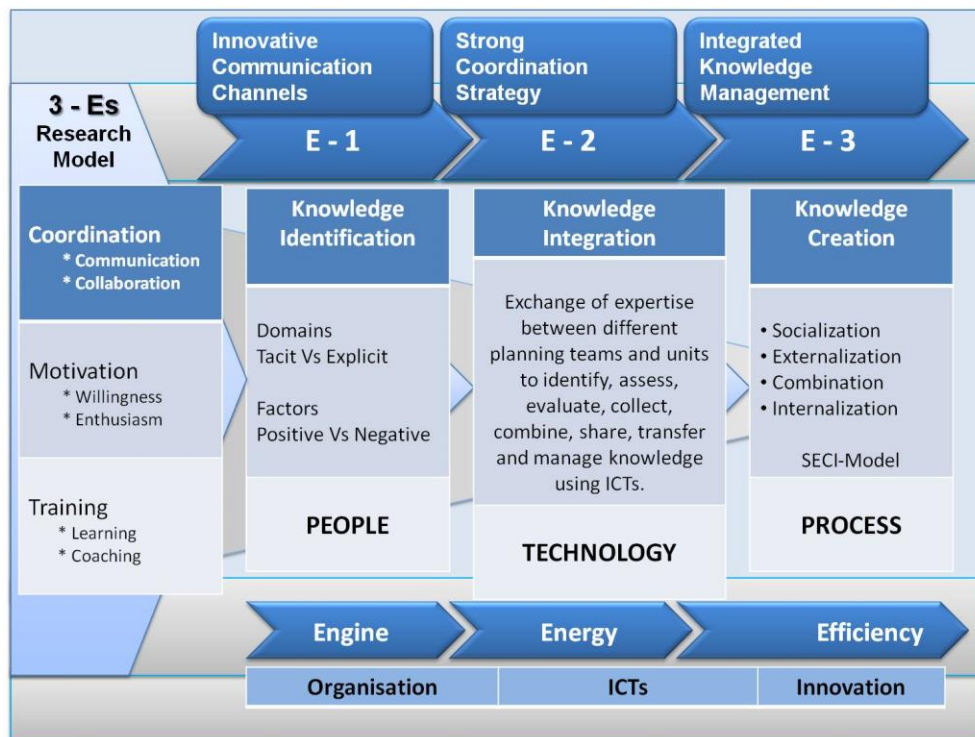 Innovative
Communication
Channels
Strong
Coordination
Strategy
Integrated
Knowledge
Management
3 - Es
Research
Model
E - 1
E - 2
E - 3
Coordination
* Communication
* Collaboration
Motivation
* Willingness
* Enthusiasm
Training
* Learning
* Coaching
Knowledge
Identification
Domains
Tacit Vs Explicit
Factors
Positive Vs Negative
PEOPLE
Knowledge
Integration
Exchange of expertise
between different
planning teams and units
to identify, assess,
evaluate, collect,
combine, share, transfer
and manage knowledge
using ICTs.
TECHNOLOGY
Knowledge
Creation
• Socialization
• Externalization
• Combination
• Internalization
SECI-Model
PROCESS
Engine
Energy
Efficiency
Organisation
ICTs
Innovation